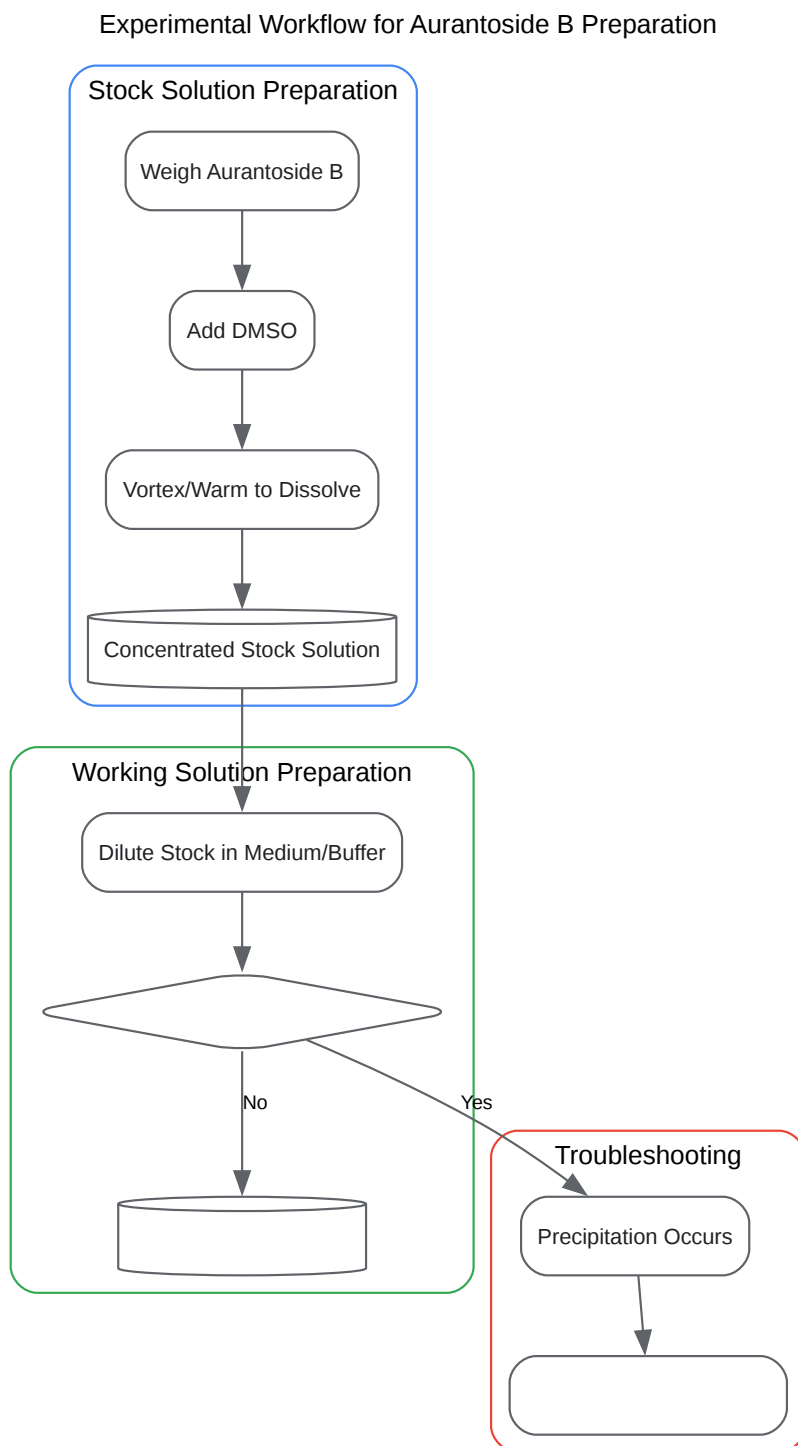 Experimental Workflow for Aurantoside B Preparation
Stock Solution Preparation
Weigh Aurantoside B
Add DMSO
Vortex/Warm to Dissolve
Concentrated Stock Solution
Working Solution Preparation
Dilute Stock in Medium/Buffer
No
Yes
Troubleshooting
Precipitation Occurs